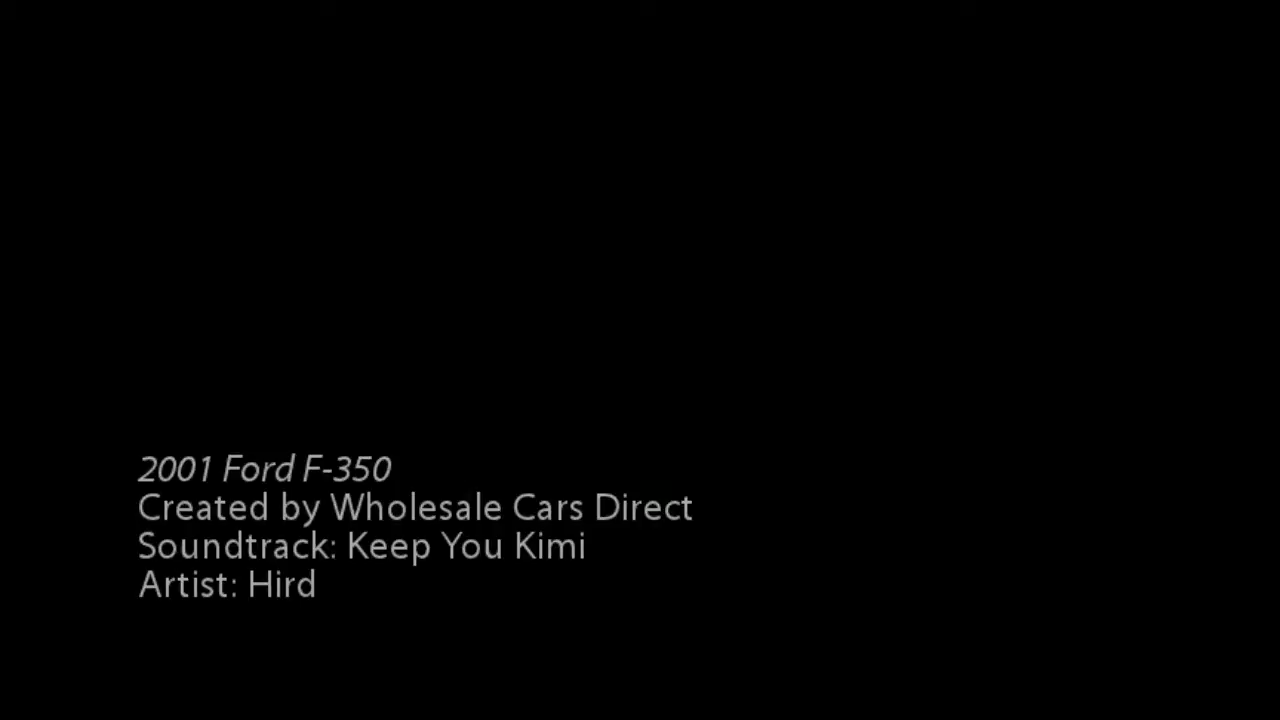 2001 Ford F-350
Created by Wholesale Cars Direct
Soundtrack: Keep You Kimi
Artist: Hird